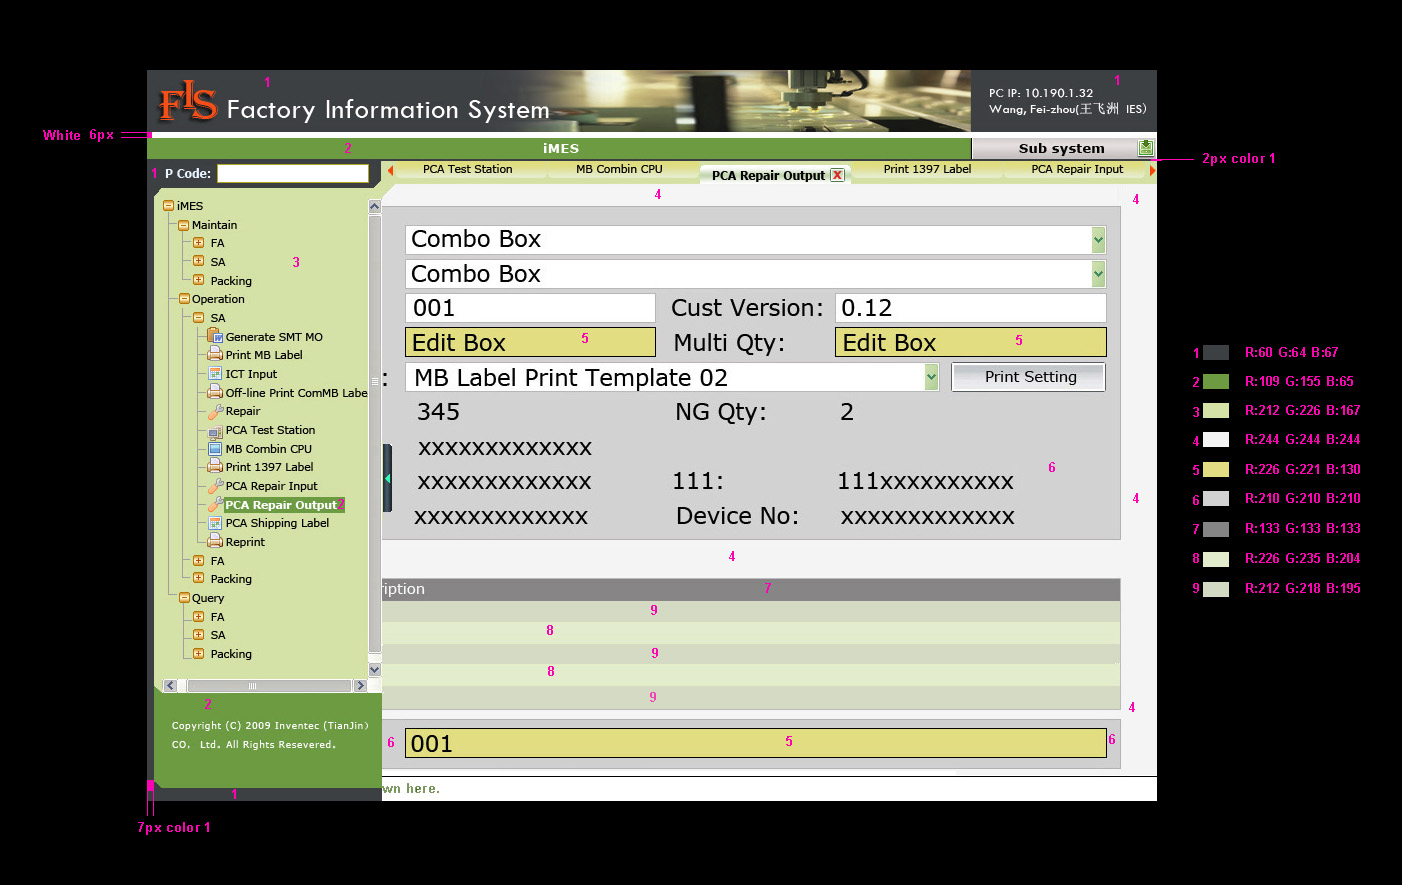 1
1
FIS Factory Information System
PC IP: 10.190.1.32
Wang, Fei-zhou(王飞洲 IES)
White 6px
2
iMES
Sub system
2px color 1
1
P Code:
PCA Test Station
MB Combin CPU
PCA Repair Output
X
Print 1397 Label
PCA Repair Input
4
4
iMES
Maintain
FA
SA
3
Packing
Operation
SA
Generate SMT MO
Print MB Label
ICT Input
Off-line Print ComMB Labe
Repair
PCA Test Station
MB Combin CPU
Print 1397 Label
PCA Repair Input
PCA Repair Output 2
PCA Shipping Label
Reprint
FA
Packing
Query
FA
SA
Packing
2
Copyright (C) 2009 Inventec (TianJin)
CO. Ltd. All Rights Resevered.
1
7px color 1
Combo Box
Combo Box
001 Cust Version: 0.12
Edit Box 5 Multi Qty: Edit Box 5
: MB Label Print Template 02 Print Setting
345 NG Qty: 2
xxxxxxxxxxxxx
6
xxxxxxxxxxxxx 111: 111xxxxxxxxxx
4
xxxxxxxxxxxxx Device No: xxxxxxxxxxxxx
4
ription 7
9
8
9
8
9
4
6 001 5 6
wn here.
1 R:60 G:64 B:67
2 R:109 G:155 B:65
3 R:212 G:226 B:167
4 R:244 G:244 B:244
5 R:226 G:221 B:130
6 R:210 G:210 B:210
7 R:133 G:133 B:133
8 R:226 G:235 B:204
9 R:212 G:218 B:195